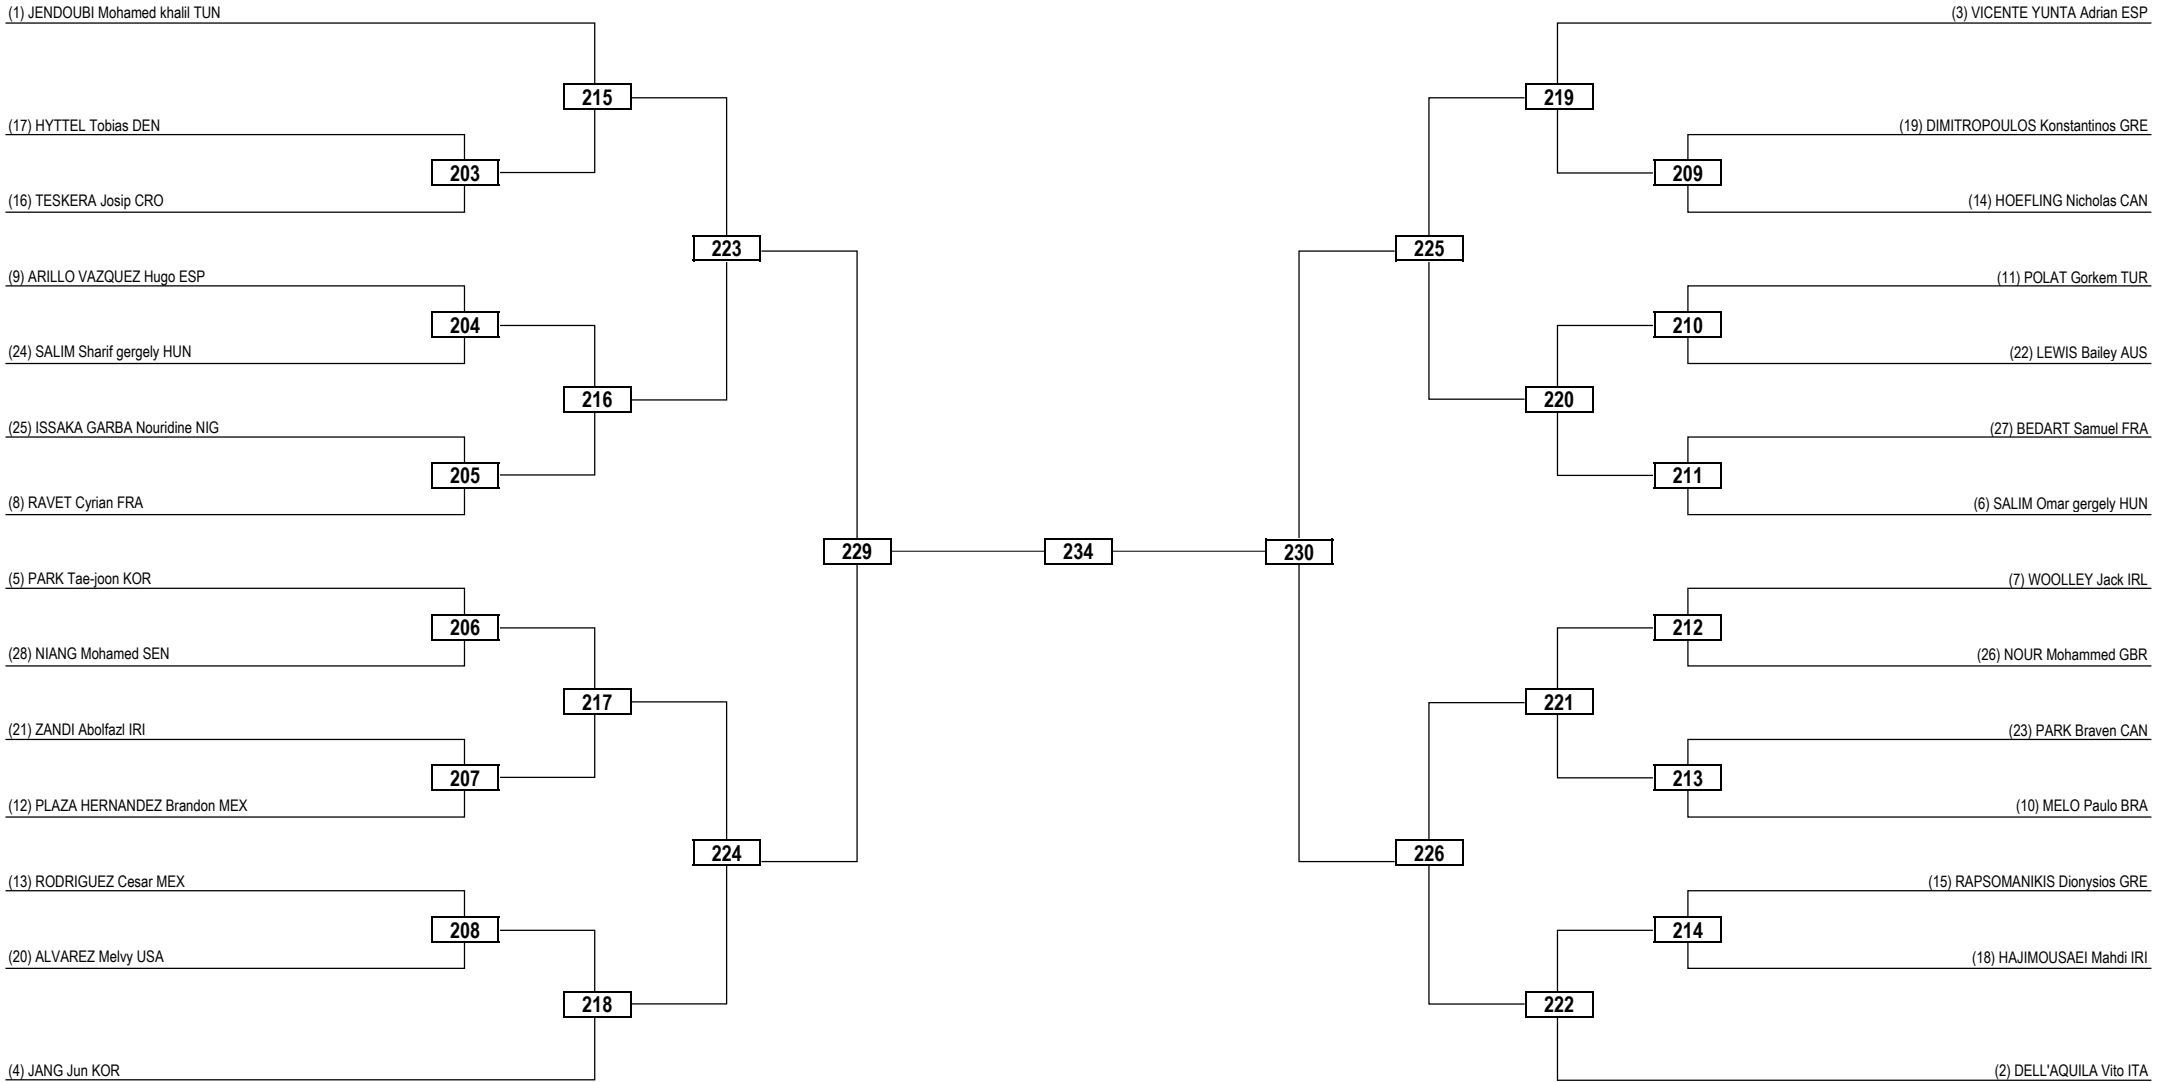 (1) JENDOUBI Mohamed khalil TUN
(3) VICENTE YUNTA Adrian ESP
215
219
(17) HYTTEL Tobias DEN
(19) DIMITROPOULOS Konstantinos GRE
203
209
(16) TESKERA Josip CRO
(14) HOEFLING Nicholas CAN
223
225
(9) ARILLO VAZQUEZ Hugo ESP
(11) POLAT Gorkem TUR
204
210
(24) SALIM Sharif gergely HUN
(22) LEWIS Bailey AUS
216
220
(25) ISSAKA GARBA Nouridine NIG
(27) BEDART Samuel FRA
205
211
(8) RAVET Cyrian FRA
(6) SALIM Omar gergely HUN
229
234
230
(5) PARK Tae-joon KOR
(7) WOOLLEY Jack IRL
206
212
(28) NIANG Mohamed SEN
(26) NOUR Mohammed GBR
217
221
(21) ZANDI Abolfazl IRI
(23) PARK Braven CAN
207
213
(12) PLAZA HERNANDEZ Brandon MEX
(10) MELO Paulo BRA
224
226
(13) RODRIGUEZ Cesar MEX
(15) RAPSOMANIKIS Dionysios GRE
208
214
(20) ALVAREZ Melvy USA
(18) HAJIMOUSAEI Mahdi IRI
218
222
(4) JANG Jun KOR
(2) DELL'AQUILA Vito ITA